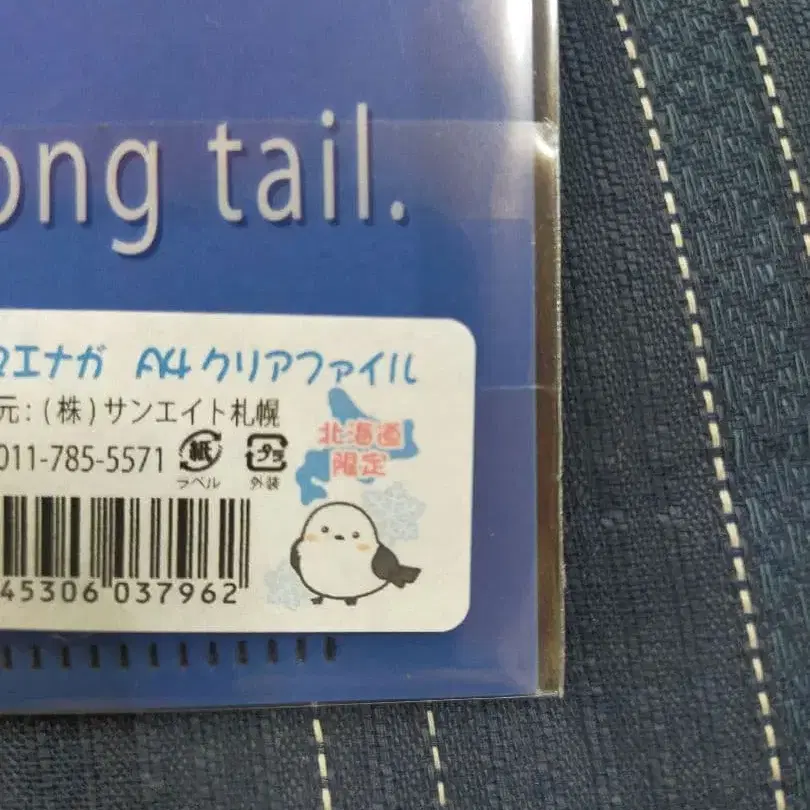 ong tail.
マエナガ A4 クリアファイル
元:(株)サンエイト札幌
011-785-5571
紙
ラベル
プラ
外装
北海道
限定
45306 037962